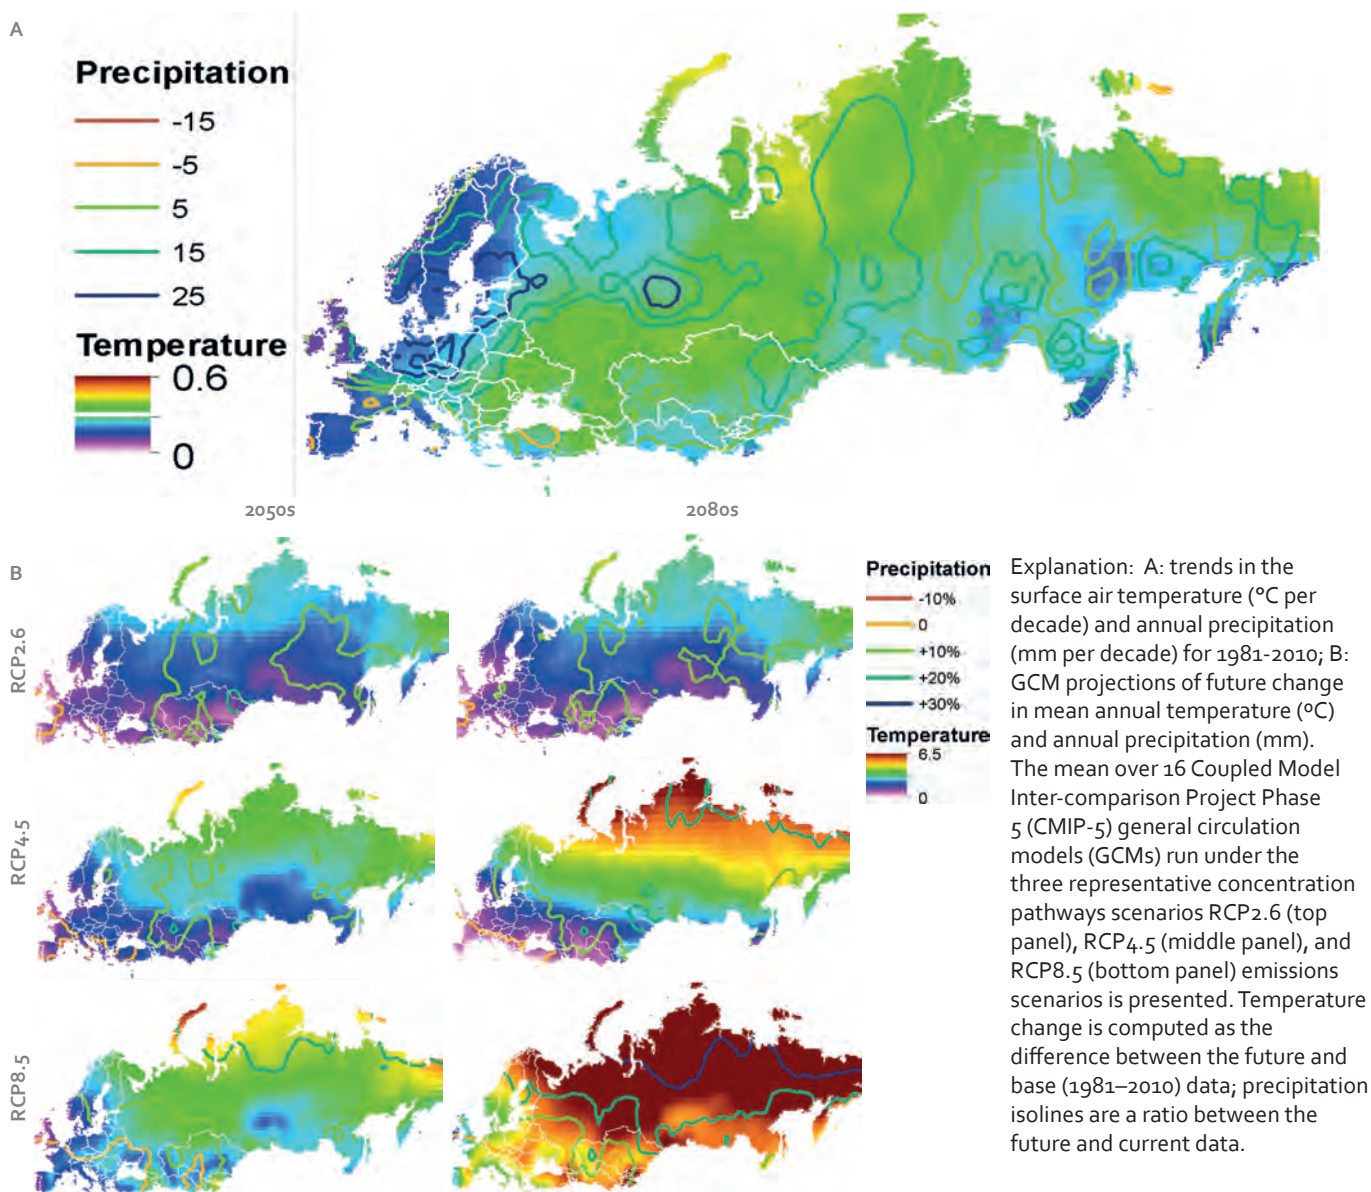 A
Precipitation
-15
-5
5
15
25
Temperature
0.6
0
2050s
2080s
B
RCP2.6
RCP4.5
RCP8.5
Precipitation
-10%
0
+10%
+20%
+30%
Temperature
6.5
0
Explanation: A: trends in the
surface air temperature (°C per
decade) and annual precipitation
(mm per decade) for 1981-2010; B:
GCM projections of future change
in mean annual temperature (ºC)
and annual precipitation (mm).
The mean over 16 Coupled Model
Inter-comparison Project Phase
5 (CMIP-5) general circulation
models (GCMs) run under the
three representative concentration
pathways scenarios RCP2.6 (top
panel), RCP4.5 (middle panel), and
RCP8.5 (bottom panel) emissions
scenarios is presented. Temperature
change is computed as the
difference between the future and
base (1981–2010) data; precipitation
isolines are a ratio between the
future and current data.